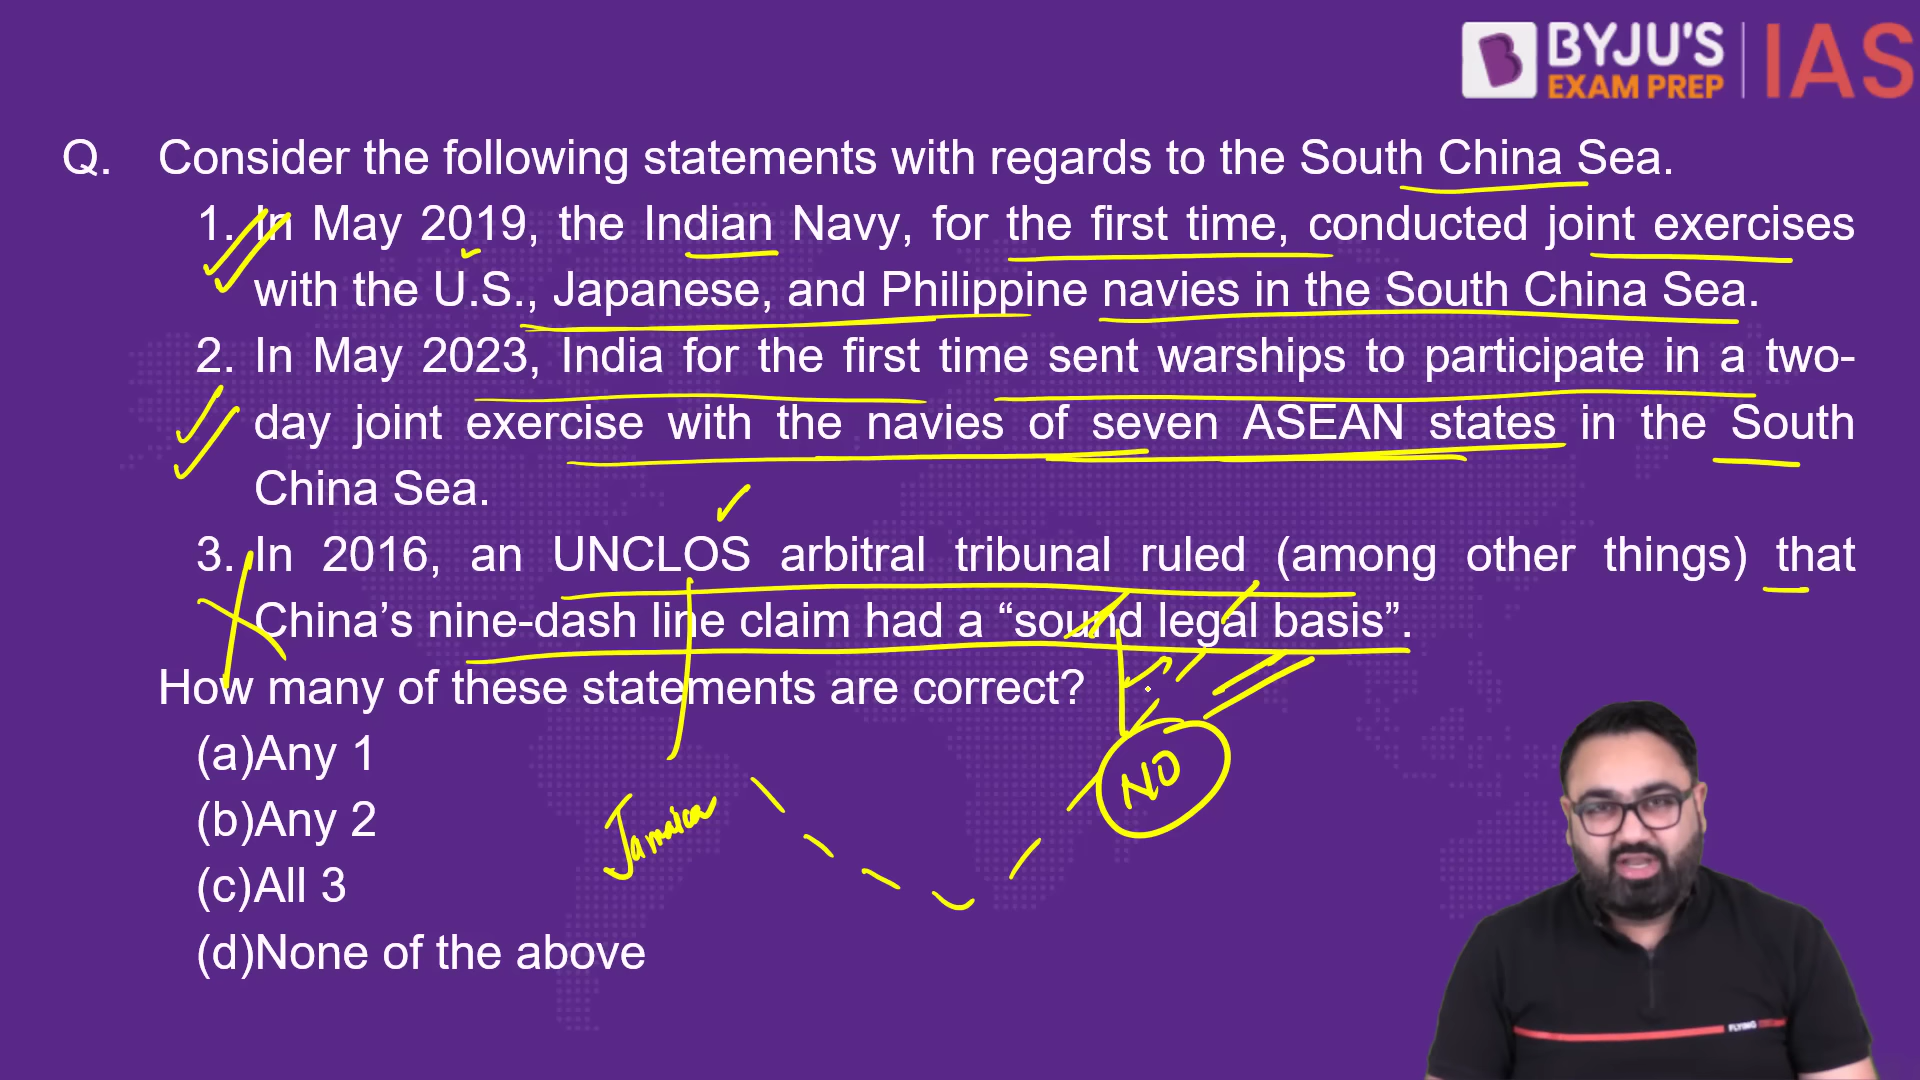 BYJU'S
EXAM PREP
IAS
Q. Consider the following statements with regards to the South China Sea.
1. In May 2019, the Indian Navy, for the first time, conducted joint exercises
with the U.S., Japanese, and Philippine navies in the South China Sea.
2. In May 2023, India for the first time sent warships to participate in a two-
day joint exercise with the navies of seven ASEAN states in the South
China Sea.
3. In 2016, an UNCLOS arbitral tribunal ruled (among other things) that
China’s nine-dash line claim had a “sound legal basis”.
How many of these statements are correct?
(a)Any 1
NO
(b)Any 2
Jamaica
(c)All 3
(d)None of the above
FLYING